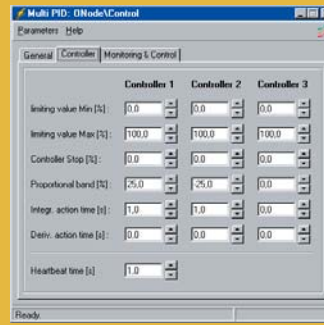 Multi PID: ONode\Control
Parameters Help
General Controller Monitoring & Control
Controller 1 Controller 2 Controller 3
limiting value Min [%] : 0,0 0,0 0,0
limiting value Max [%] : 100,0 100,0 100,0
Controller Stop [%] : 0,0 0,0 0,0
Proportional band [%] : 25,0 -25,0 0,0
Integr. action time [s] : 1,0 1,0 0,0
Deriv. action time [s] : 0,0 0,0 0,0
Heartbeat time [s] 1,0
Ready